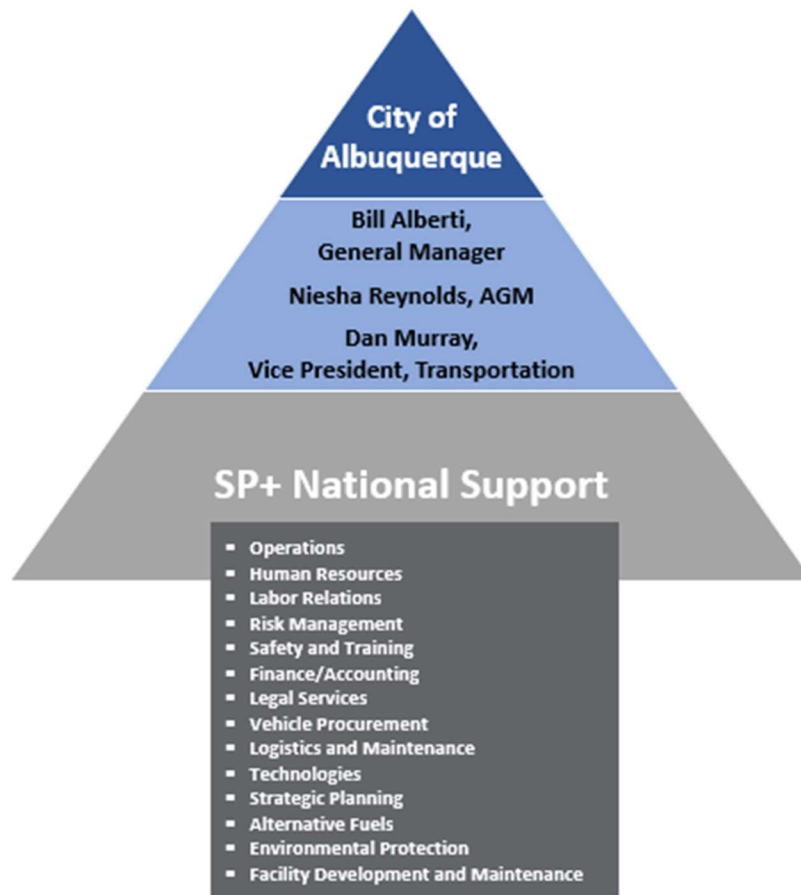 City of
Albuquerque
Bill Alberti,
General Manager
Niesha Reynolds, AGM
Dan Murray,
Vice President, Transportation
SP+ National Support
▪ Operations
▪ Human Resources
▪ Labor Relations
▪ Risk Management
▪ Safety and Training
▪ Finance/Accounting
▪ Legal Services
▪ Vehicle Procurement
▪ Logistics and Maintenance
▪ Technologies
▪ Strategic Planning
▪ Alternative Fuels
▪ Environmental Protection
▪ Facility Development and Maintenance